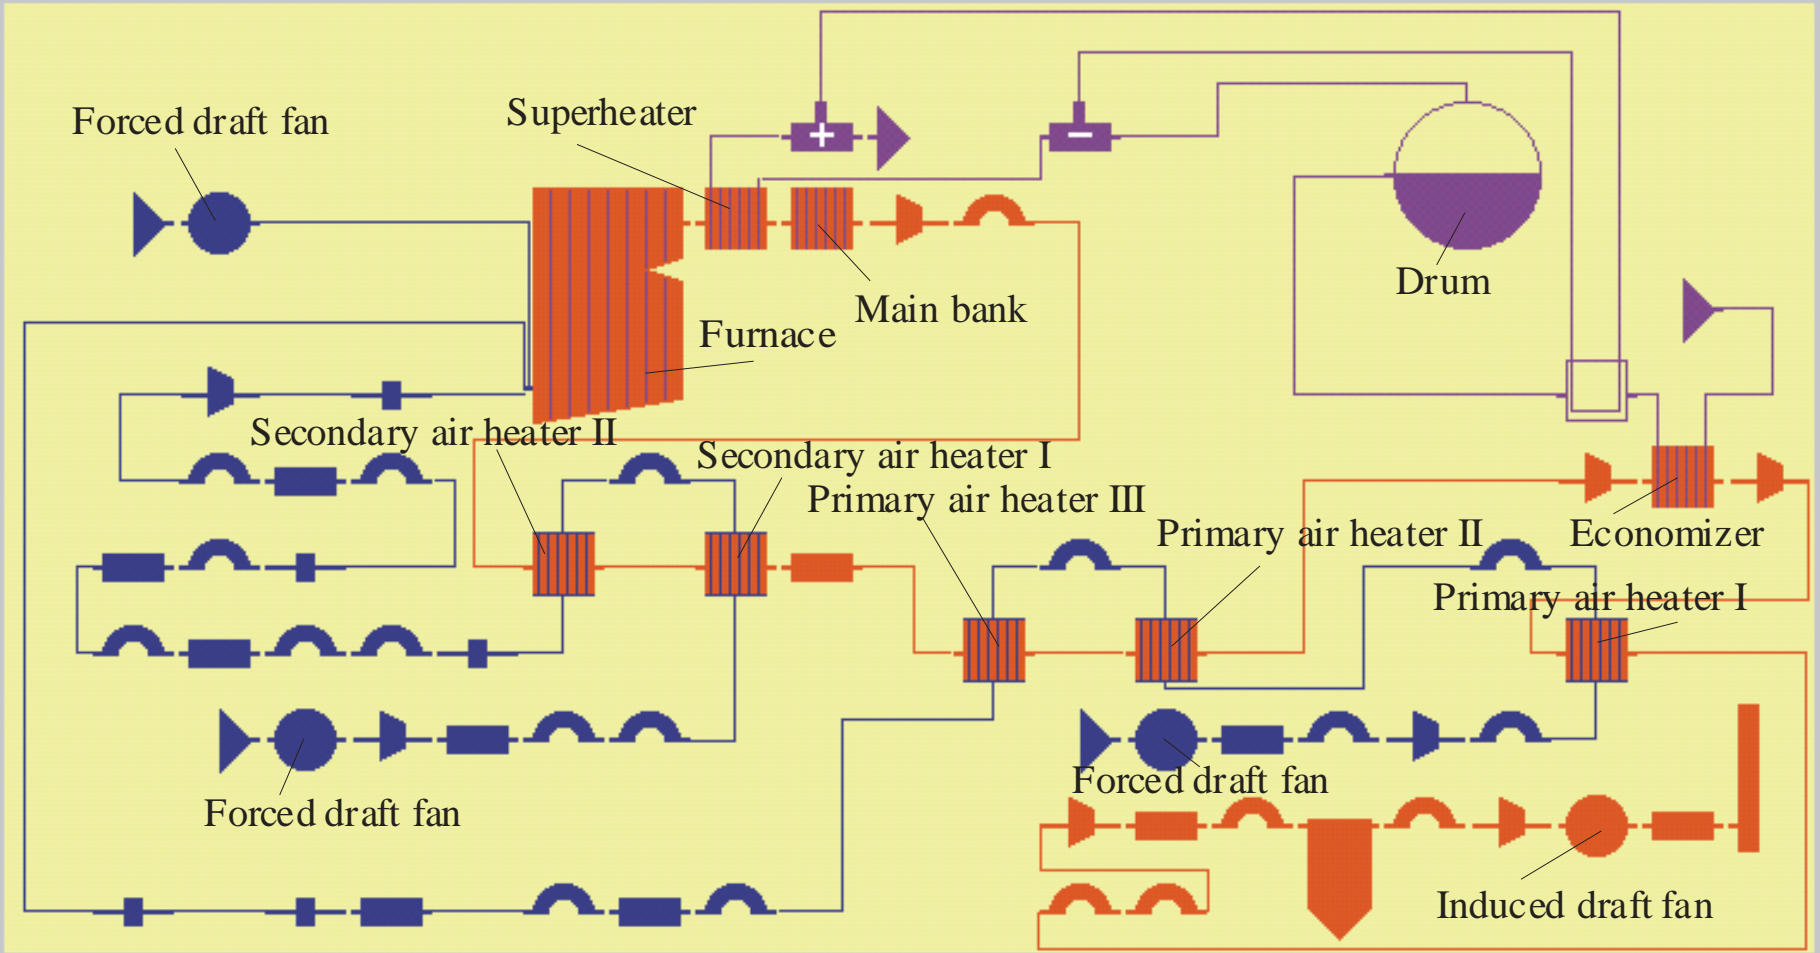 Forced draft fan
Superheater
+
−
Drum
Main bank
Furnace
Secondary air heater II
Secondary air heater I
Primary air heater III
Primary air heater II
Economizer
Primary air heater I
Forced draft fan
Forced draft fan
Induced draft fan